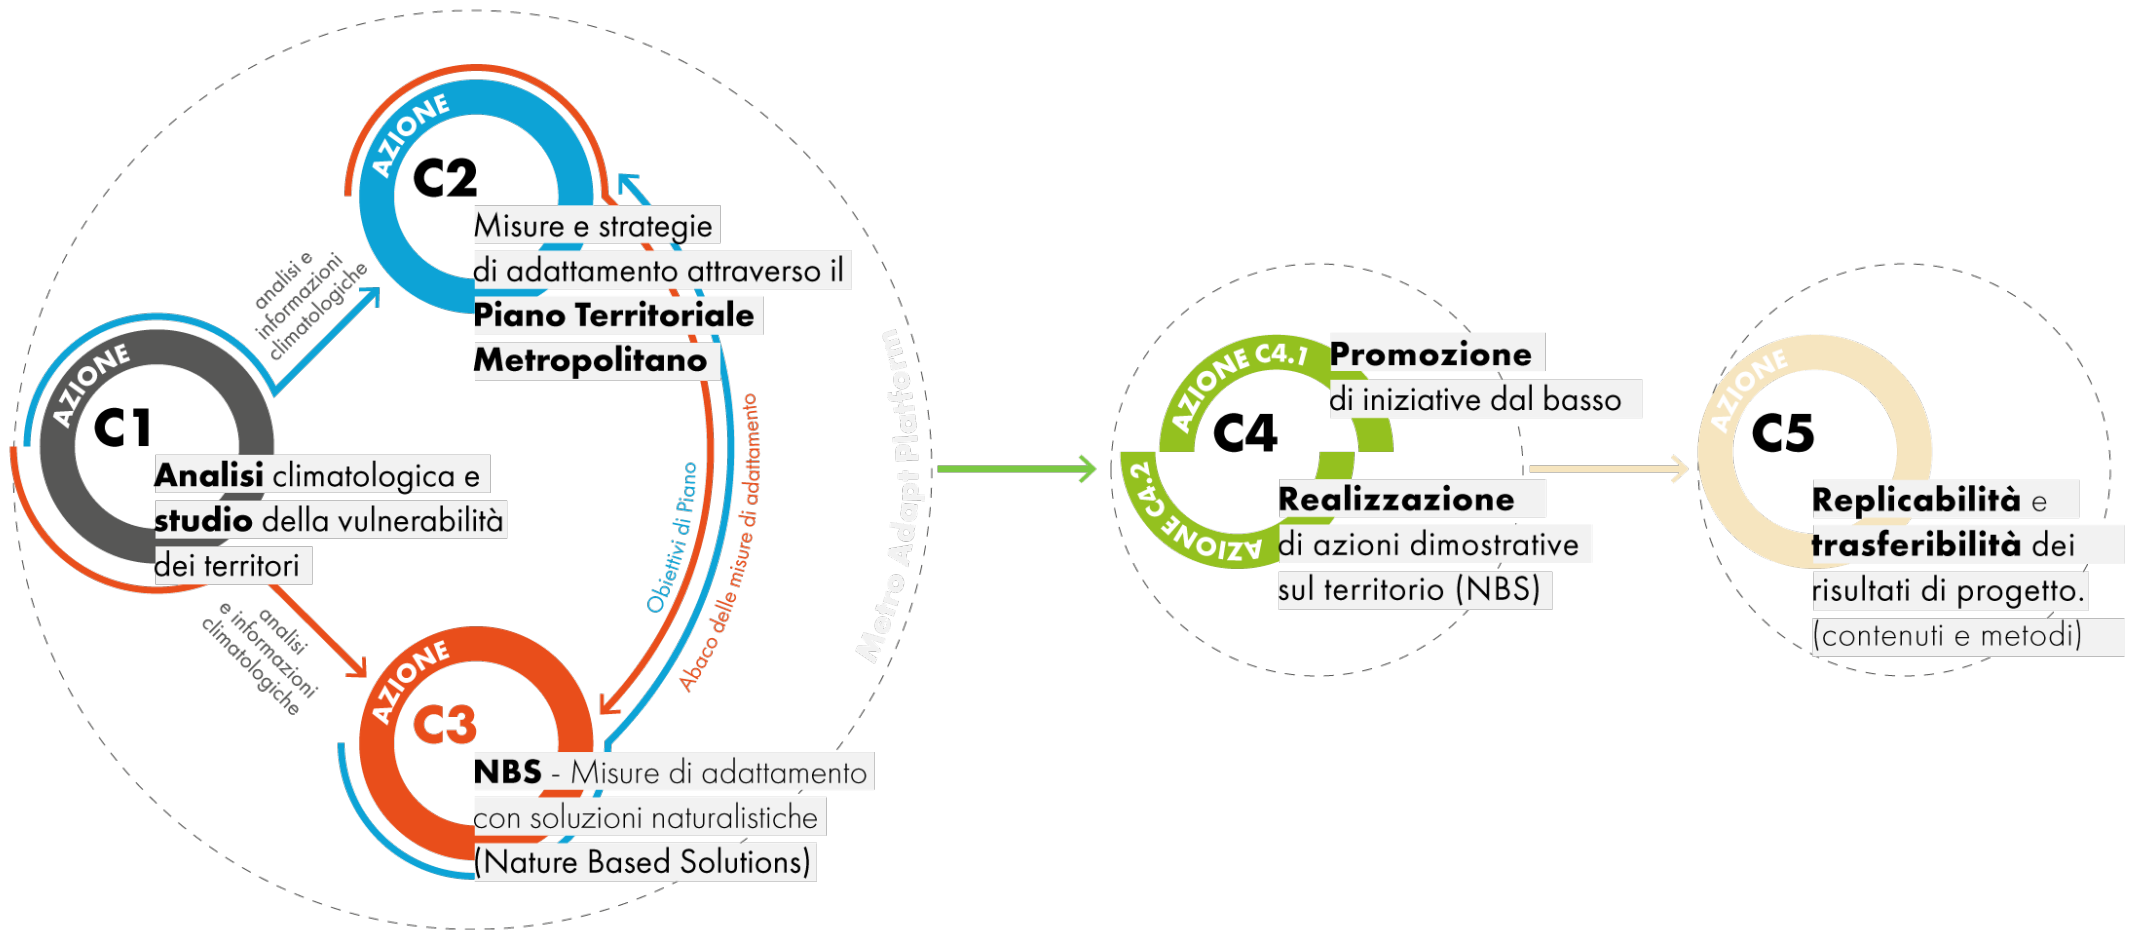 AZIONE
C2
Misure e strategie
di adattamento attraverso il
Piano Territoriale
Metropolitano
analisi e
informazioni
climatologiche
AZIONE
C1
Analisi climatologica e
studio della vulnerabilità
dei territori
analisi
e informazioni
climatologiche
Obiettivi di Piano
Abaco delle misure di adattamento
Metro Adapt Platform
AZIONE
C3
NBS - Misure di adattamento
con soluzioni naturalistiche
(Nature Based Solutions)
AZIONE C4.1
C4
Promozione
di iniziative dal basso
AZIONE C4.2
Realizzazione
di azioni dimostrative
sul territorio (NBS)
AZIONE
C5
Replicabilità e
trasferibilità dei
risultati di progetto.
(contenuti e metodi)